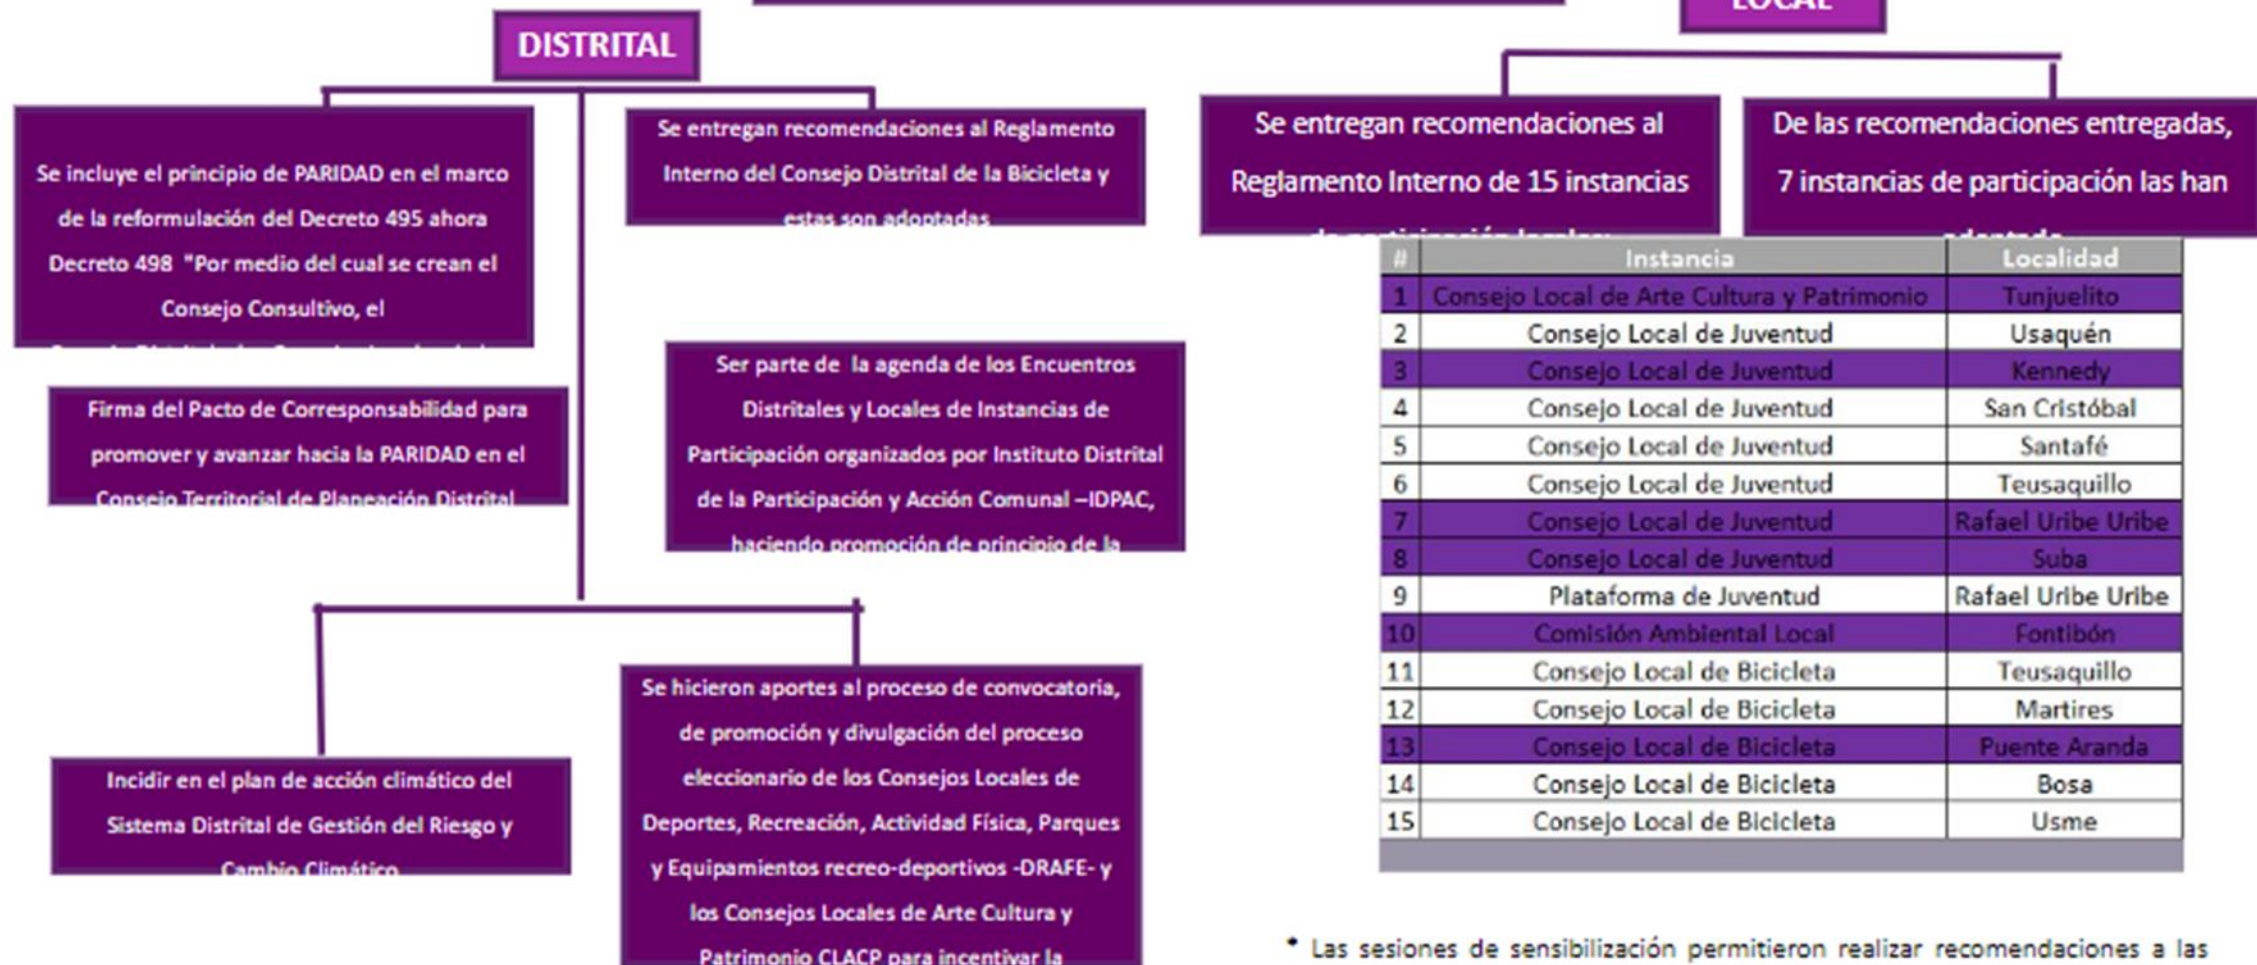 DISTRITAL
Se incluye el principio de PARIDAD en el marco
de la reformulación del Decreto 495 ahora
Decreto 498 "Por medio del cual se crean el
Consejo Consultivo, el
Se entregan recomendaciones al Reglamento
Interno del Consejo Distrital de la Bicicleta y
estas son adoptadas
Firma del Pacto de Corresponsabilidad para
promover y avanzar hacia la PARIDAD en el
Consejo Territorial de Planeación Distrital
Ser parte de la agenda de los Encuentros
Distritales y Locales de Instancias de
Participación organizados por Instituto Distrital
de la Participación y Acción Comunal –IDPAC,
haciendo promoción de principio de la
Incidir en el plan de acción climático del
Sistema Distrital de Gestión del Riesgo y
Cambio Climático
Se hicieron aportes al proceso de convocatoria,
de promoción y divulgación del proceso
eleccionario de los Consejos Locales de
Deportes, Recreación, Actividad Física, Parques
y Equipamientos recreo-deportivos -DRAFE- y
los Consejos Locales de Arte Cultura y
Patrimonio CLACP para incentivar la
LOCAL
Se entregan recomendaciones al
Reglamento Interno de 15 instancias
de participación locales:
De las recomendaciones entregadas,
7 instancias de participación las han
adoptado
# Instancia Localidad
1 Consejo Local de Arte Cultura y Patrimonio Tunjuelito
2 Consejo Local de Juventud Usaquén
3 Consejo Local de Juventud Kennedy
4 Consejo Local de Juventud San Cristóbal
5 Consejo Local de Juventud Santafé
6 Consejo Local de Juventud Teusaquillo
7 Consejo Local de Juventud Rafael Uribe Uribe
8 Consejo Local de Juventud Suba
9 Plataforma de Juventud Rafael Uribe Uribe
10 Comisión Ambiental Local Fontibón
11 Consejo Local de Bicicleta Teusaquillo
12 Consejo Local de Bicicleta Martires
13 Consejo Local de Bicicleta Puente Aranda
14 Consejo Local de Bicicleta Bosa
15 Consejo Local de Bicicleta Usme
* Las sesiones de sensibilización permitieron realizar recomendaciones a las